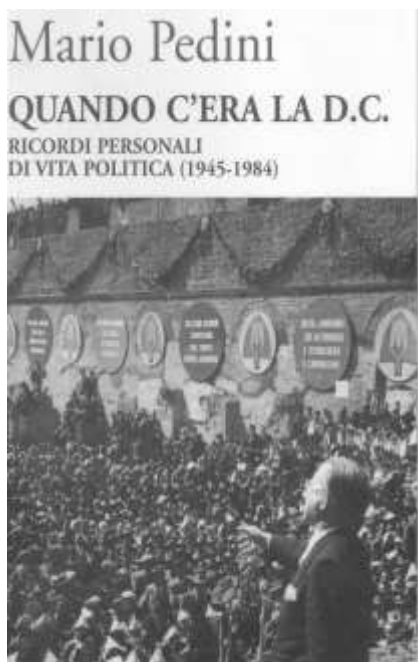 Mario Pedini
QUANDO C'ERA LA D.C.
RICORDI PERSONALI
DI VITA POLITICA (1945-1984)